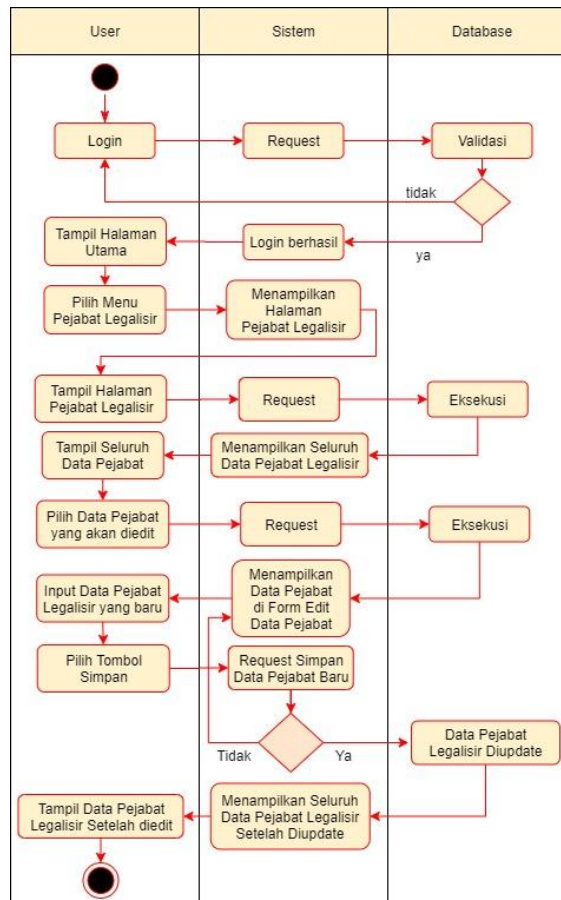 User
Sistem
Database
Login
Request
Validasi
tidak
Tampil Halaman
Utama
Login berhasil
ya
Pilih Menu
Pejabat Legalisir
Menampilkan
Halaman
Pejabat Legalisir
Tampil Halaman
Pejabat Legalisir
Request
Eksekusi
Tampil Seluruh
Data Pejabat
Menampilkan Seluruh
Data Pejabat Legalisir
Pilih Data Pejabat
yang akan diedit
Request
Eksekusi
Input Data Pejabat
Legalisir yang baru
Menampilkan
Data Pejabat
di Form Edit
Data Pejabat
Pilih Tombol
Simpan
Request Simpan
Data Pejabat Baru
Tidak
Ya
Data Pejabat
Legalisir Diupdate
Tampil Data Pejabat
Legalisir Setelah diedit
Menampilkan Seluruh
Data Pejabat Legalisir
Setelah Diupdate